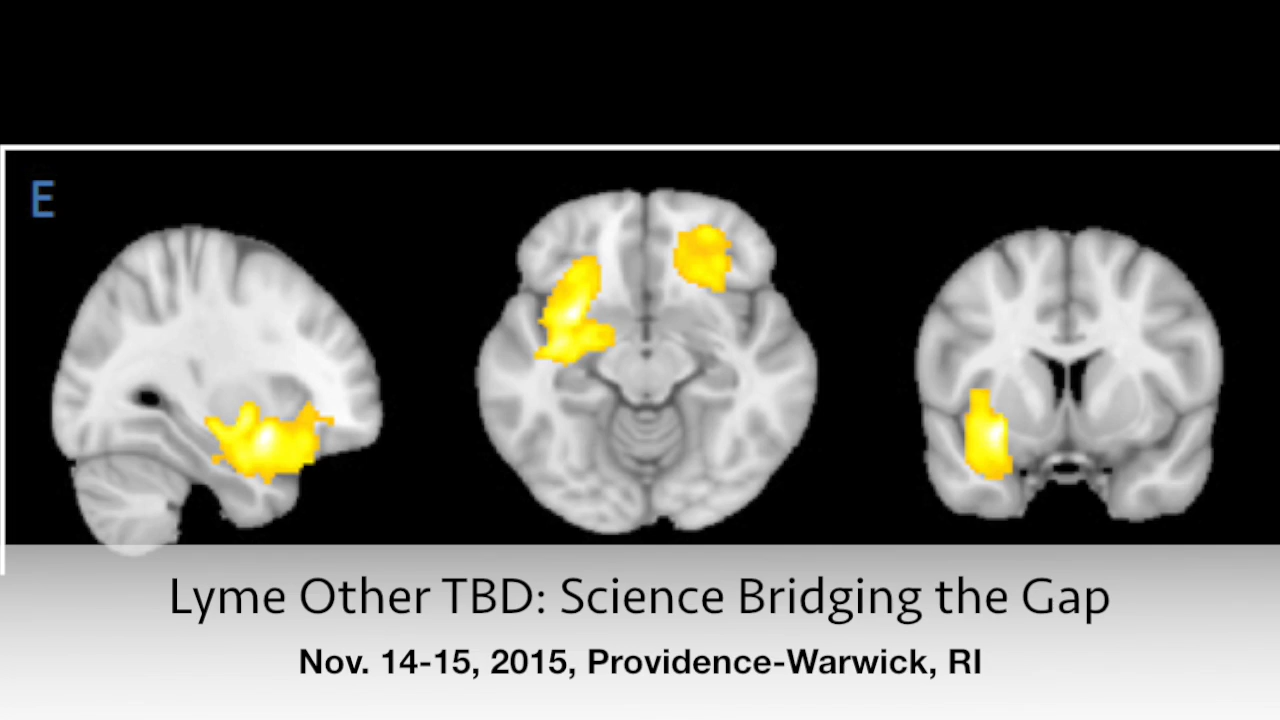 E
Lyme Other TBD: Science Bridging the Gap
Nov. 14-15, 2015, Providence-Warwick, RI